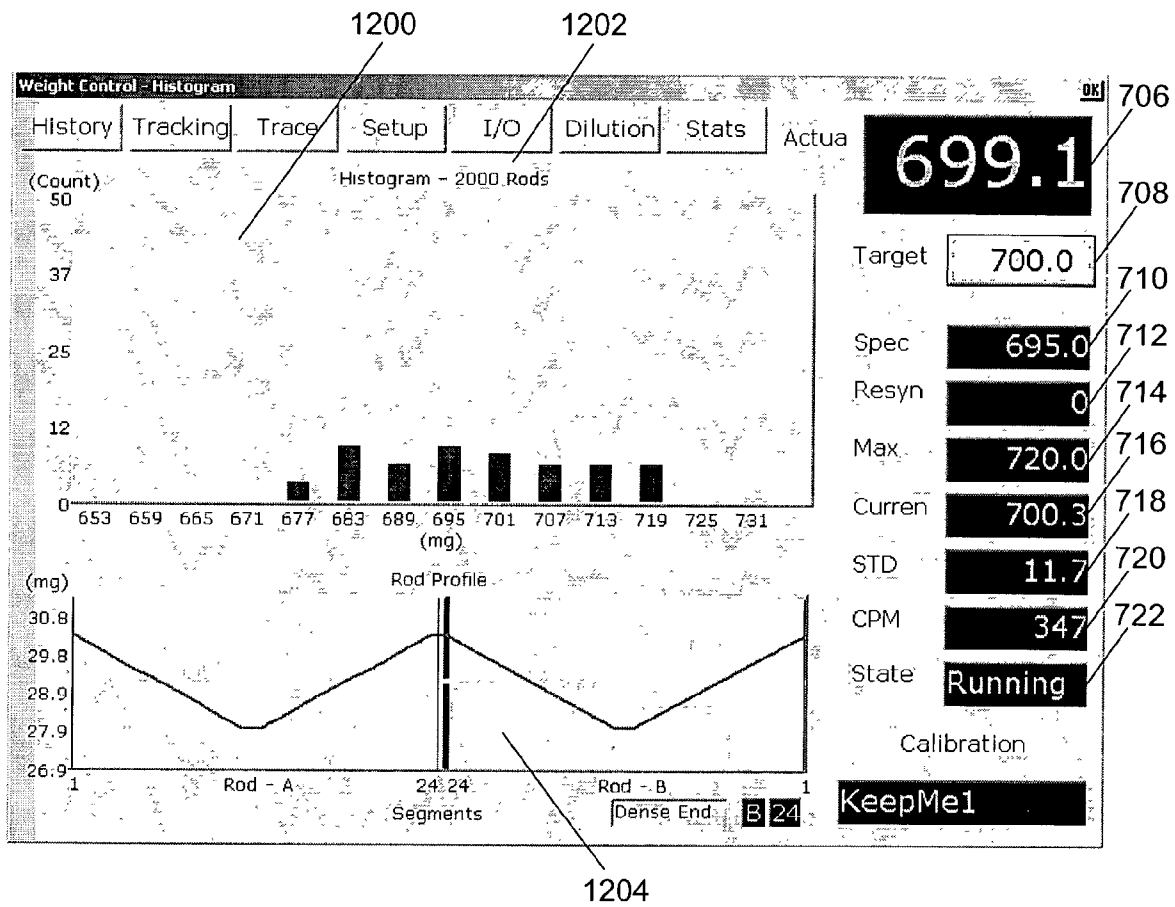 1200
1202
Weight Control - Histogram
OK
706
History Tracking Trace Setup I/O Dilution Stats
Actua 699.1
708
(Count)
Histogram - 2000 Rods
50
37
25
12
0
653 659 665 671 677 683 689 695 701 707 713 719 725 731
(mg)
Target 700.0
710
Spec 695.0
712
Resyn 0
714
Max 720.0
716
Curren 700.3
718
STD 11.7
720
CPM 347
722
State Running
(mg)
Rod Profile
30.8
29.8
28.9
27.9
26.9
1 Rod - A 24 24 Rod - B 1
Segments
Dense End B 24
Calibration
KeepMe1
1204